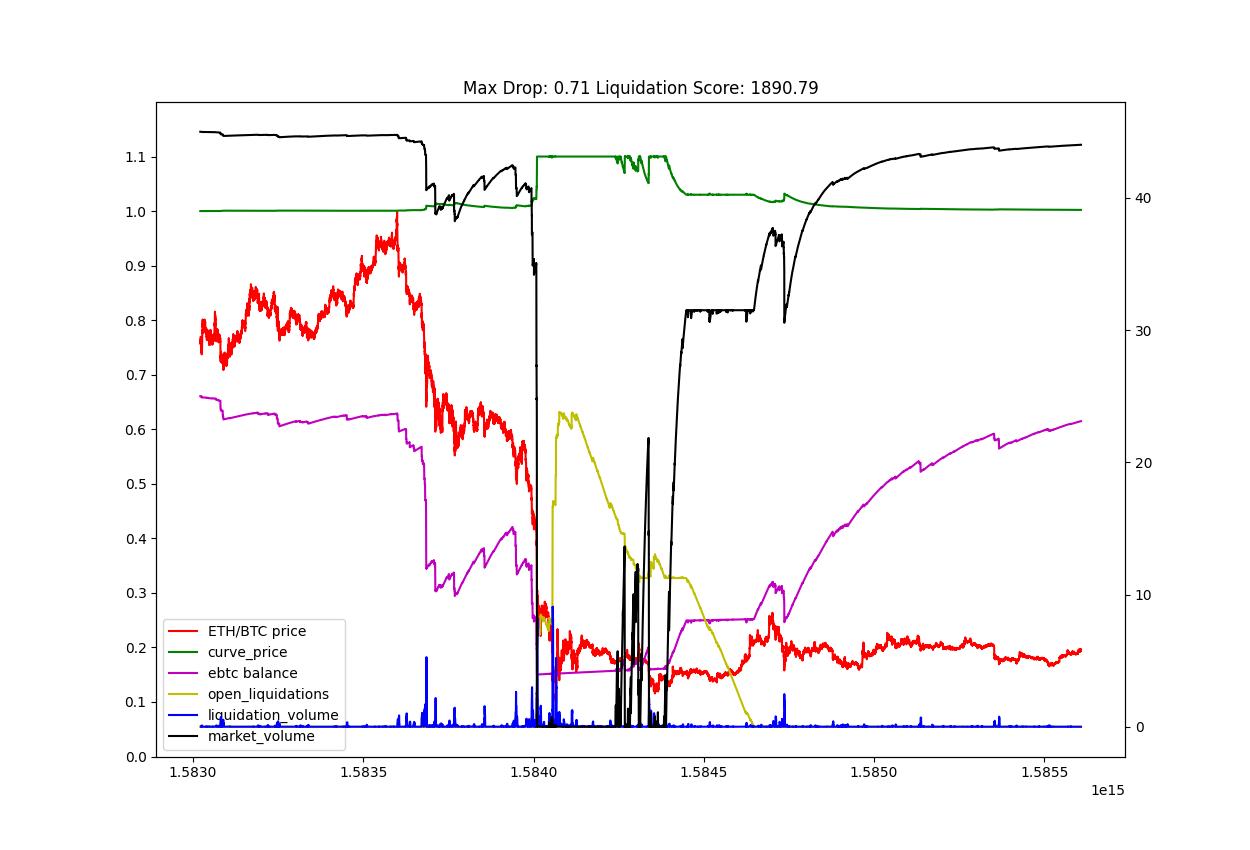 Max Drop: 0.71 Liquidation Score: 1890.79
1.1
1.0
0.9
0.8
0.7
0.6
0.5
0.4
0.3
0.2
0.1
0.0
40
30
20
10
0
ETH/BTC price
curve_price
ebtc balance
open_liquidations
liquidation_volume
market_volume
1.5830 1.5835 1.5840 1.5845 1.5850 1.5855
1e15